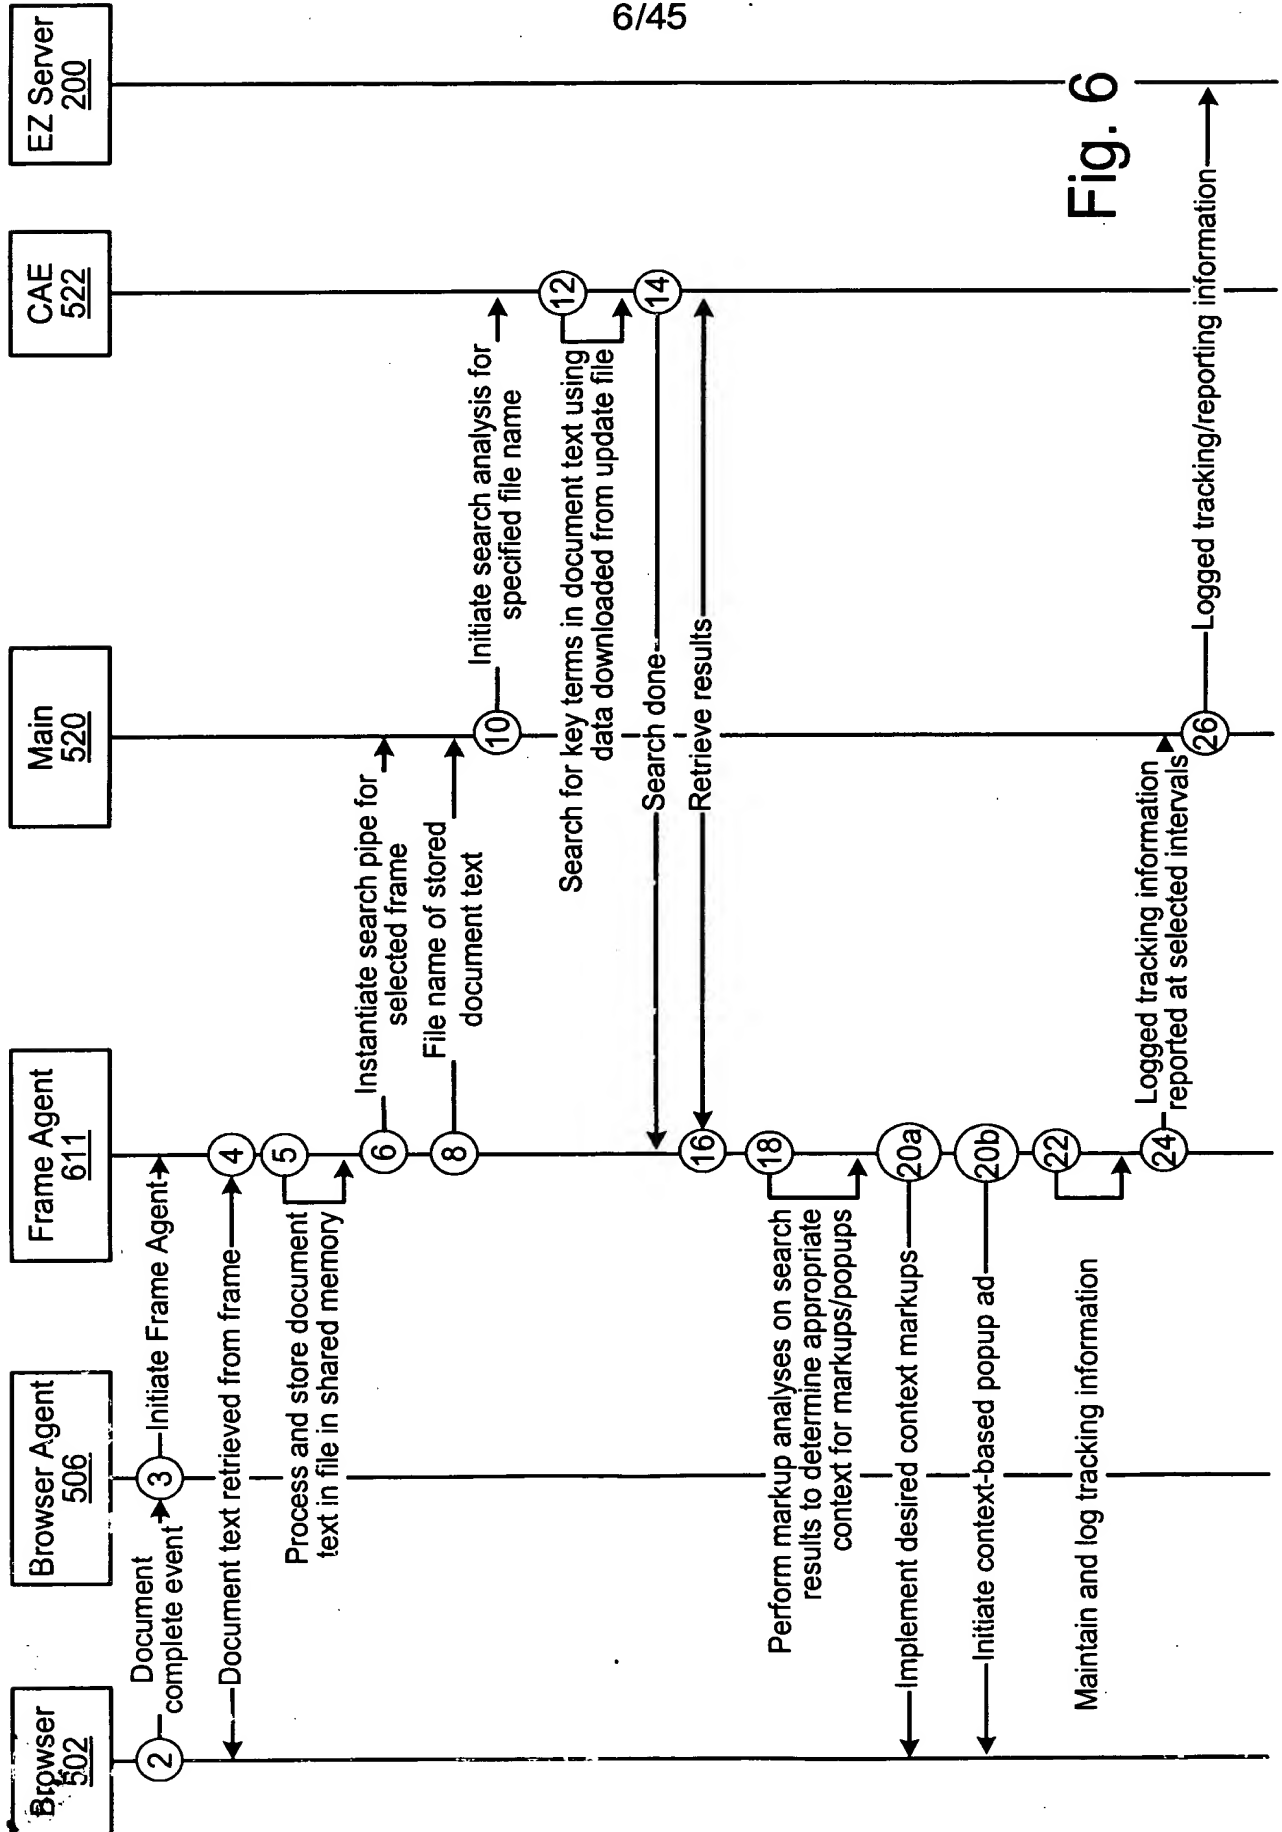 6/45
Browser
502
Browser Agent
506
Frame Agent
611
Main
520
CAE
522
EZ Server
200
2
Document
complete event
3
Initiate Frame Agent
4
Document text retrieved from frame
5
Process and store document
text in file in shared memory
6
Instantiate search pipe for
selected frame
8
File name of stored
document text
10
Initiate search analysis for
specified file name
12
Search for key terms in document text using
data downloaded from update file
14
Search done
16
Retrieve results
18
Perform markup analyses on search
results to determine appropriate
context for markups/popups
20a
Implement desired context markups
20b
Initiate context-based popup ad
22
Maintain and log tracking information
24
Logged tracking information
reported at selected intervals
26
Logged tracking/reporting information
Fig. 6